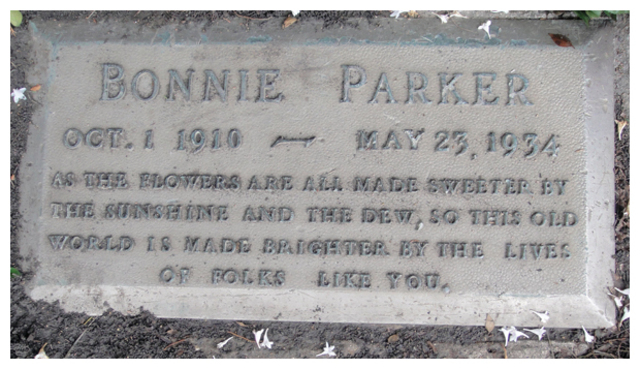 BONNIE PARKER
OCT. 1 1910 — MAY 23, 1934
AS THE FLOWERS ARE ALL MADE SWEETER BY
THE SUNSHINE AND THE DEW, SO THIS OLD
WORLD IS MADE BRIGHTER BY THE LIVES
OF FOLKS LIKE YOU.